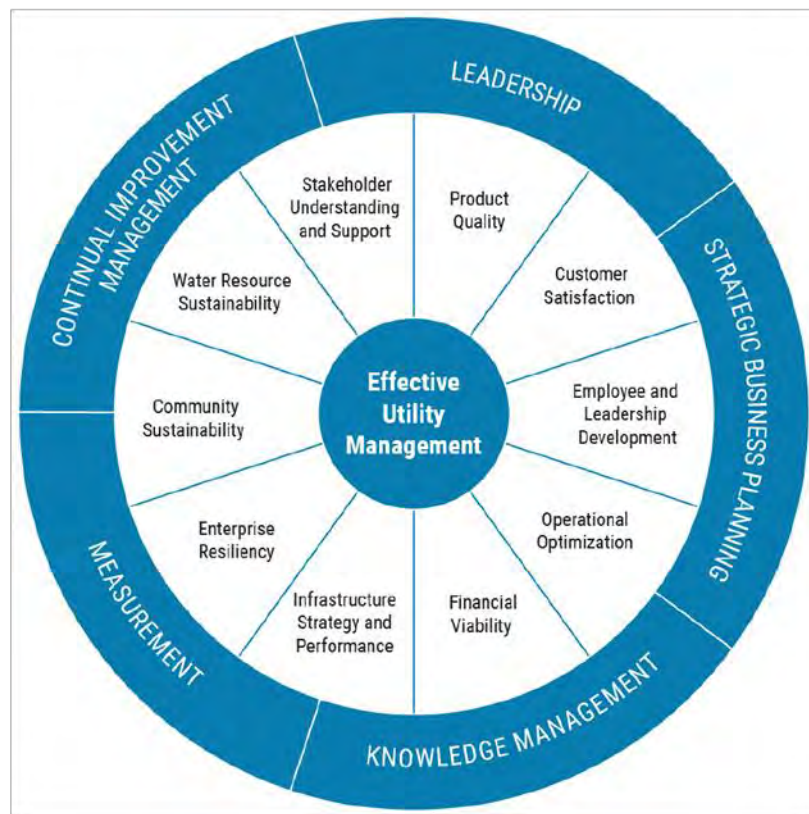 LEADERSHIP
STRATEGIC BUSINESS PLANNING
KNOWLEDGE MANAGEMENT
MEASUREMENT
CONTINUAL IMPROVEMENT
MANAGEMENT
Product
Quality
Customer
Satisfaction
Employee and
Leadership
Development
Operational
Optimization
Financial
Viability
Infrastructure
Strategy and
Performance
Enterprise
Resiliency
Community
Sustainability
Water Resource
Sustainability
Stakeholder
Understanding
and Support
Effective
Utility
Management